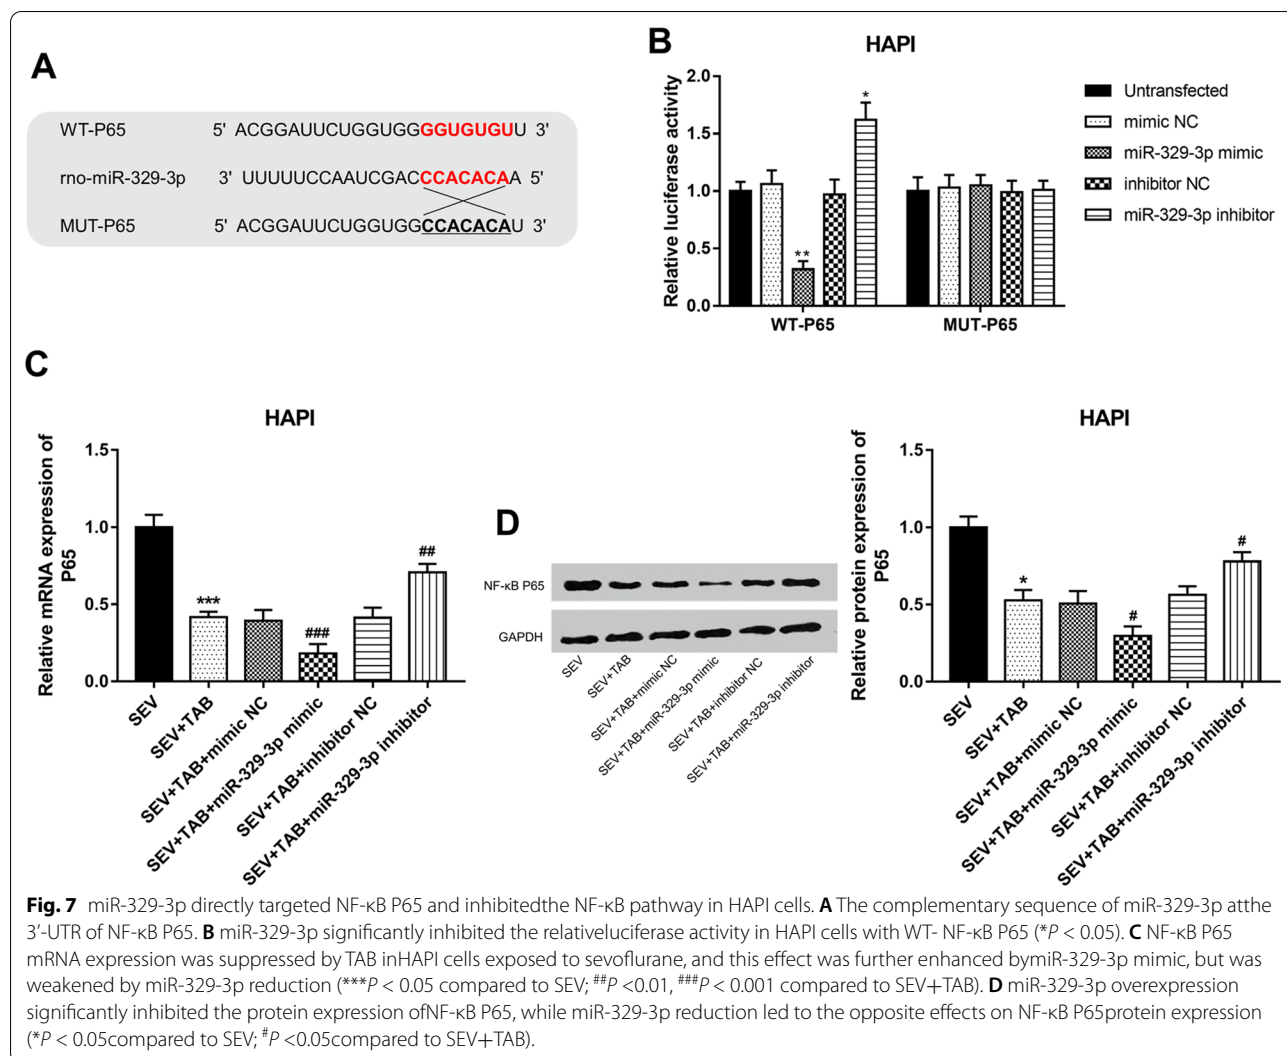 A
WT-P65 5' ACGGAUUCUGGUGGGGUGUGUU 3'
rno-miR-329-3p 3' UUUUUCCAAUCGACCCACACAA 5'
MUT-P65 5' ACGGAUUCUGGUGGCCACACAU 3'
B
HAPI
Relative luciferase activity
2.0
1.5
1.0
0.5
0.0
**
*
WT-P65 MUT-P65
Untransfected
mimic NC
miR-329-3p mimic
inhibitor NC
miR-329-3p inhibitor
C
HAPI
Relative mRNA expression of
P65
1.5
1.0
0.5
0.0
***
###
##
SEV
SEV+TAB
SEV+TAB+mimic NC
SEV+TAB+miR-329-3p mimic
SEV+TAB+inhibitor NC
SEV+TAB+miR-329-3p inhibitor
D
NF-κB P65
GAPDH
SEV
SEV+TAB
SEV+TAB+mimic NC
SEV+TAB+miR-329-3p mimic
SEV+TAB+inhibitor NC
SEV+TAB+miR-329-3p inhibitor
HAPI
Relative protein expression of
P65
1.5
1.0
0.5
0.0
*
#
#
SEV
SEV+TAB
SEV+TAB+mimic NC
SEV+TAB+miR-329-3p mimic
SEV+TAB+inhibitor NC
SEV+TAB+miR-329-3p inhibitor
Fig. 7 miR-329-3p directly targeted NF-κB P65 and inhibitedthe NF-κB pathway in HAPI cells. A The complementary sequence of miR-329-3p atthe
3′-UTR of NF-κB P65. B miR-329-3p significantly inhibited the relativeluciferase activity in HAPI cells with WT- NF-κB P65 (*P < 0.05). C NF-κB P65
mRNA expression was suppressed by TAB inHAPI cells exposed to sevoflurane, and this effect was further enhanced bymiR-329-3p mimic, but was
weakened by miR-329-3p reduction (***P < 0.05 compared to SEV; ##P <0.01, ###P < 0.001 compared to SEV+TAB). D miR-329-3p overexpression
significantly inhibited the protein expression ofNF-κB P65, while miR-329-3p reduction led to the opposite effects on NF-κB P65protein expression
(*P < 0.05compared to SEV; #P <0.05compared to SEV+TAB).